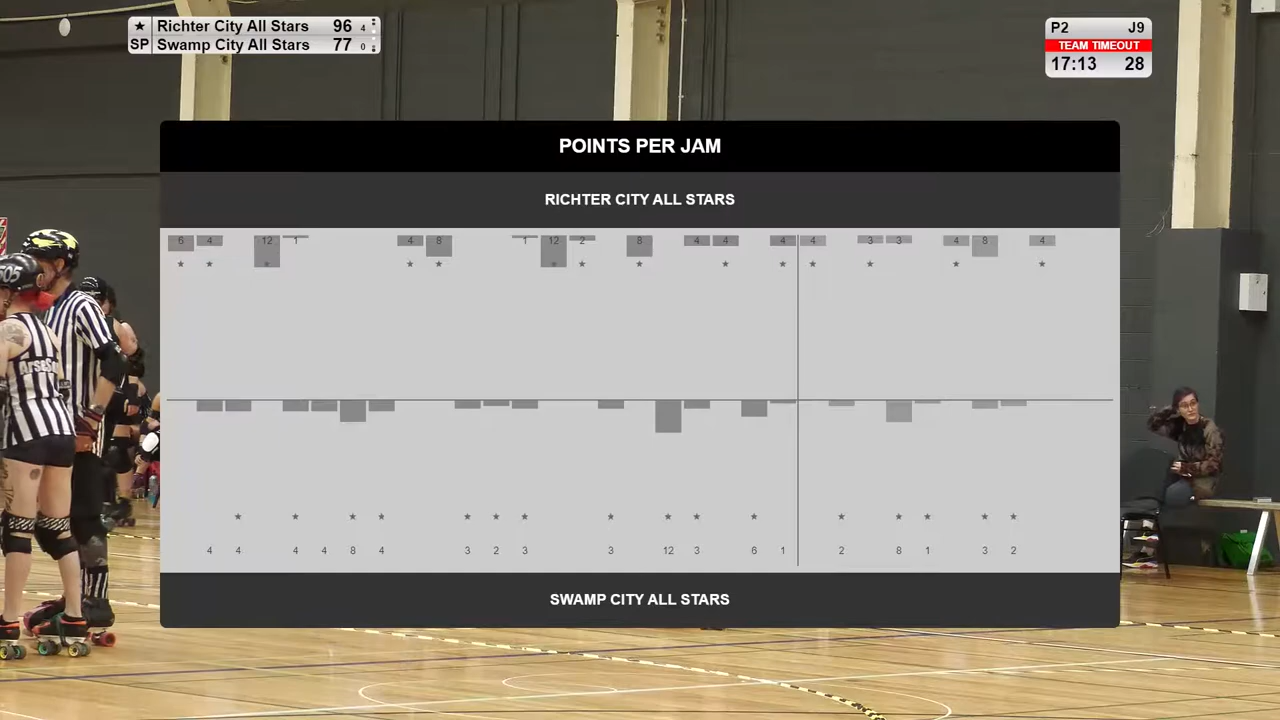 ★ Richter City All Stars 96 4
SP Swamp City All Stars 77 0
P2 J9
TEAM TIMEOUT
17:13 28
POINTS PER JAM
RICHTER CITY ALL STARS
6 4 12 1 4 8 1 12 2 8 4 4 4 4 3 3 4 8 4
4 4 4 4 8 4 3 2 3 3 12 3 6 1 2 8 1 3 2
SWAMP CITY ALL STARS
505